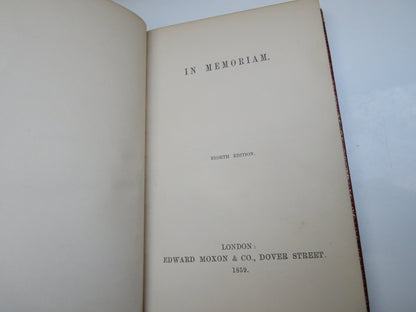 IN MEMORIAM.
EIGHTH EDITION.
LONDON:
EDWARD MOXON & CO., DOVER STREET.
1859.